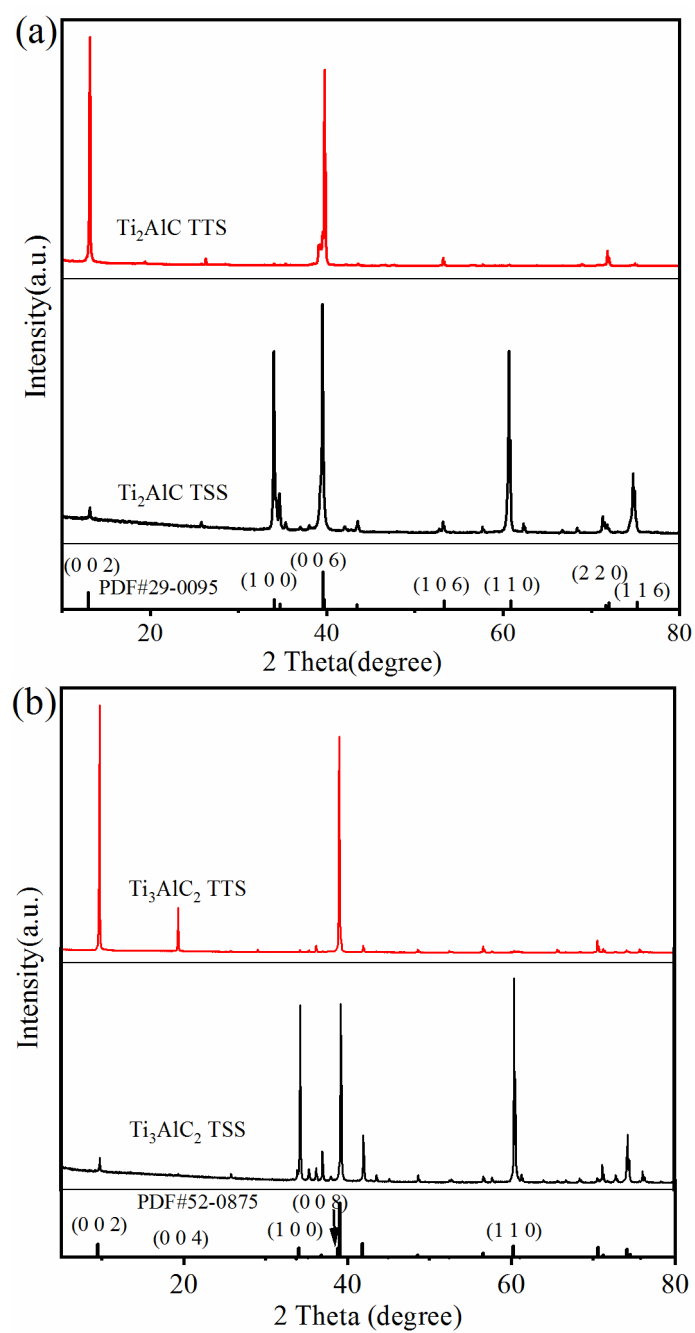 (a)
Intensity(a.u.)
Ti₂AlC TTS
Ti₂AlC TSS
(0 0 2)
PDF#29-0095
(1 0 0)
(0 0 6)
(1 0 6)
(1 1 0)
(2 2 0)
(1 1 6)
20 40 60 80
2 Theta(degree)
(b)
Intensity(a.u.)
Ti₃AlC₂ TTS
Ti₃AlC₂ TSS
PDF#52-0875
(0 0 2)
(0 0 4)
(1 0 0)
(0 0 8)
(1 1 0)
20 40 60 80
2 Theta (degree)